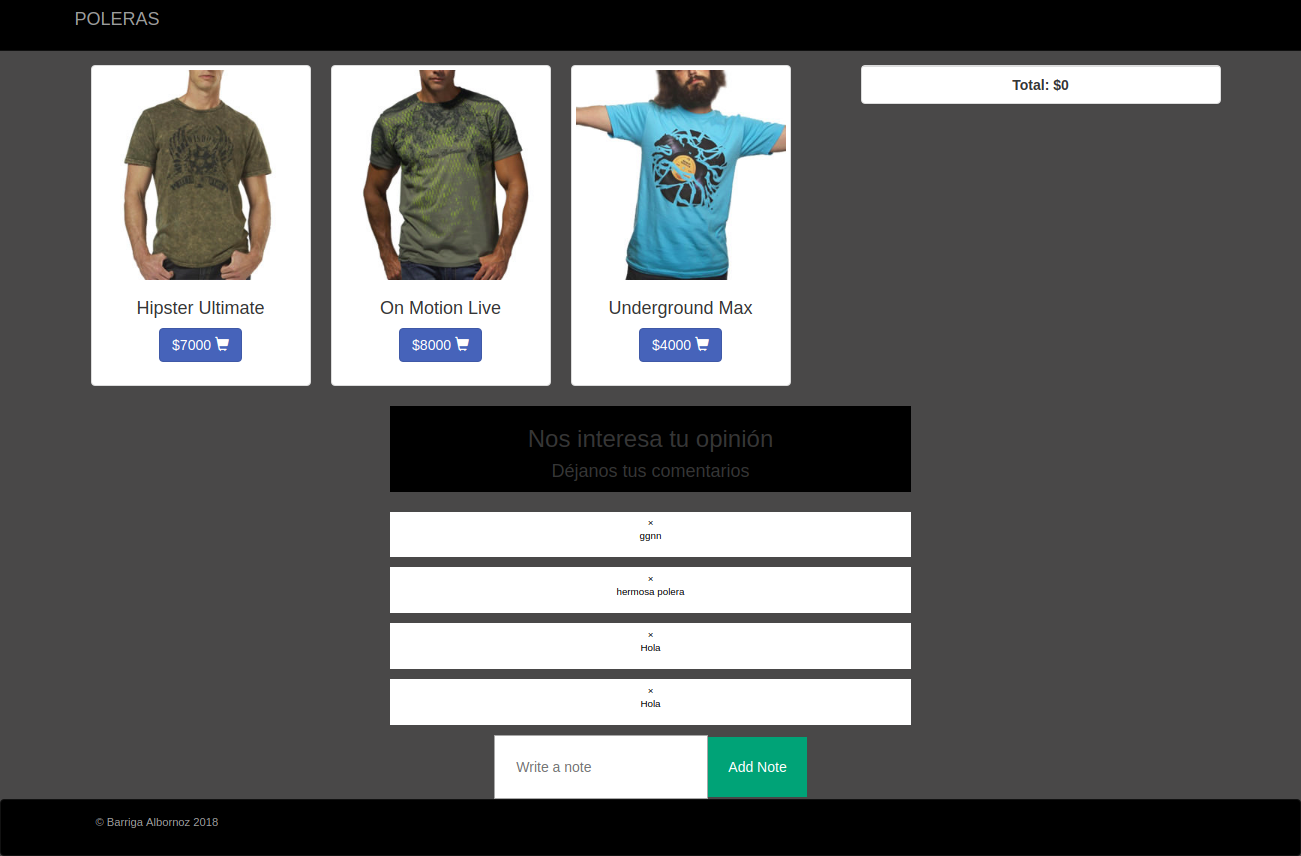 POLERAS
Total: $0
Hipster Ultimate
On Motion Live
Underground Max
$7000
$8000
$4000
Nos interesa tu opinión
Déjanos tus comentarios
×
ggnn
×
hermosa polera
×
Hola
×
Hola
Write a note
Add Note
© Barriga Albornoz 2018